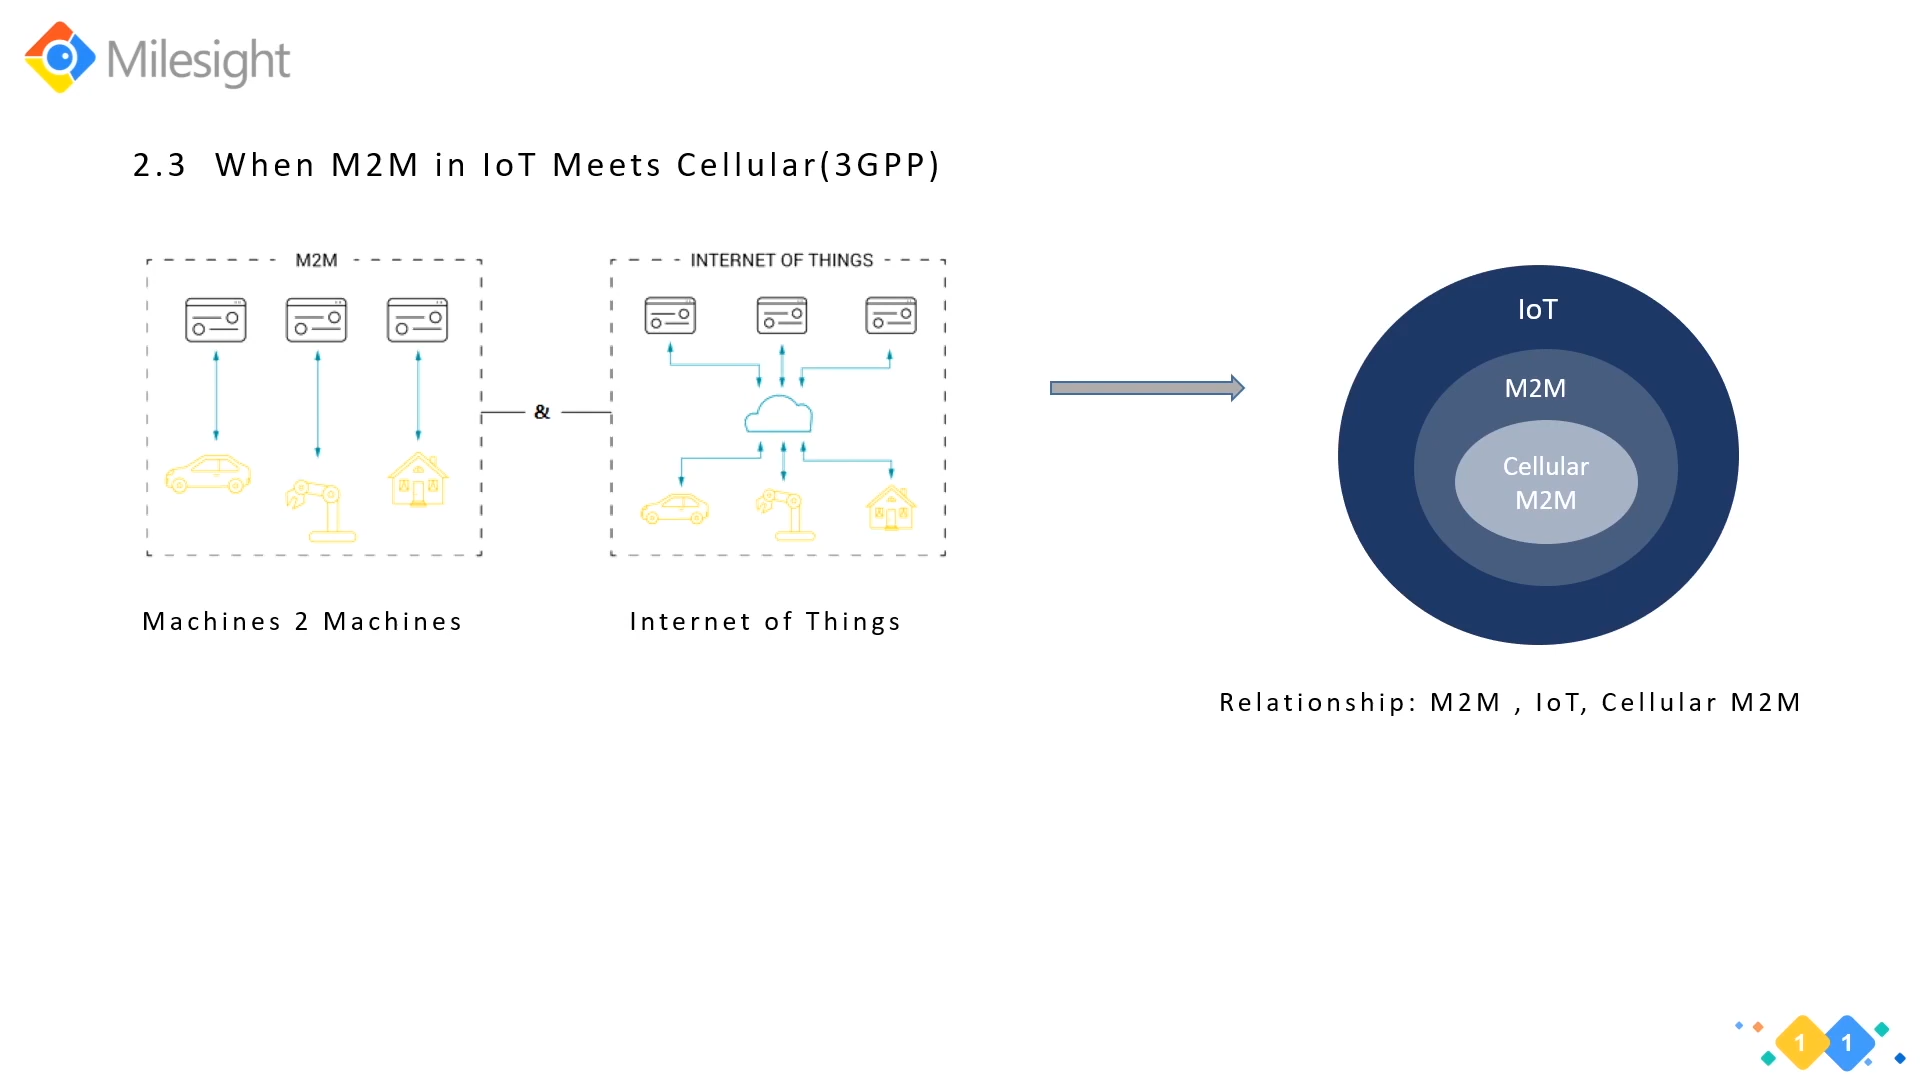 Milesight
2.3 When M2M in IoT Meets Cellular(3GPP)
M2M
INTERNET OF THINGS
&
Machines 2 Machines
Internet of Things
IoT
M2M
Cellular
M2M
Relationship: M2M , IoT, Cellular M2M
1 1